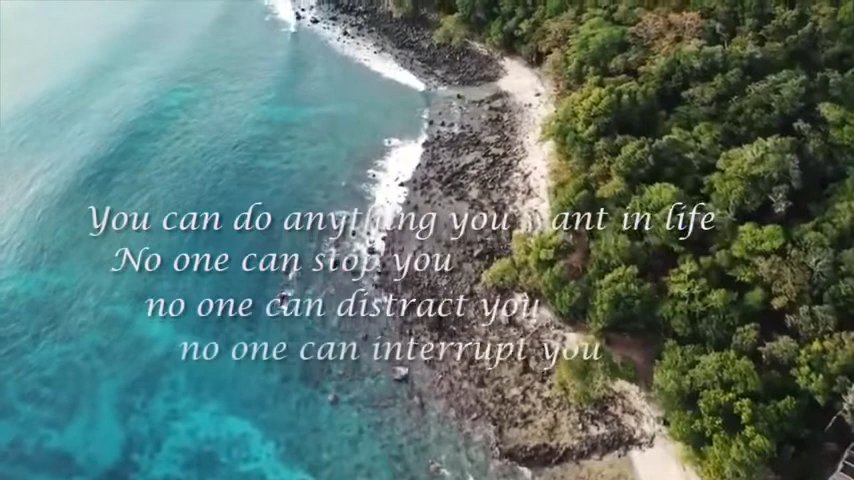 You can do anything you want in life
No one can stop you
no one can distract you
no one can interrupt you